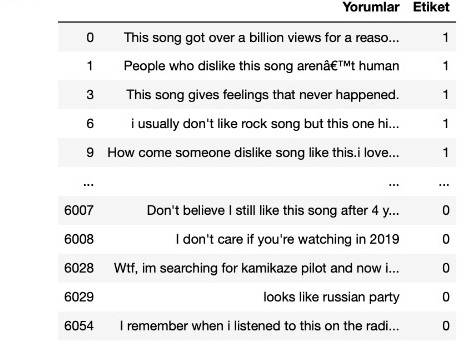 Yorumlar Etiket
0 This song got over a billion views for a reaso... 1
1 People who dislike this song arenâ€™t human 1
3 This song gives feelings that never happened. 1
6 i usually don't like rock song but this one hi... 1
9 How come someone dislike song like this.i love... 1
... ... ...
6007 Don't believe I still like this song after 4 y... 0
6008 I don't care if you're watching in 2019 0
6028 Wtf, im searching for kamikaze pilot and now i... 0
6029 looks like russian party 0
6054 I remember when i listened to this on the radi... 0